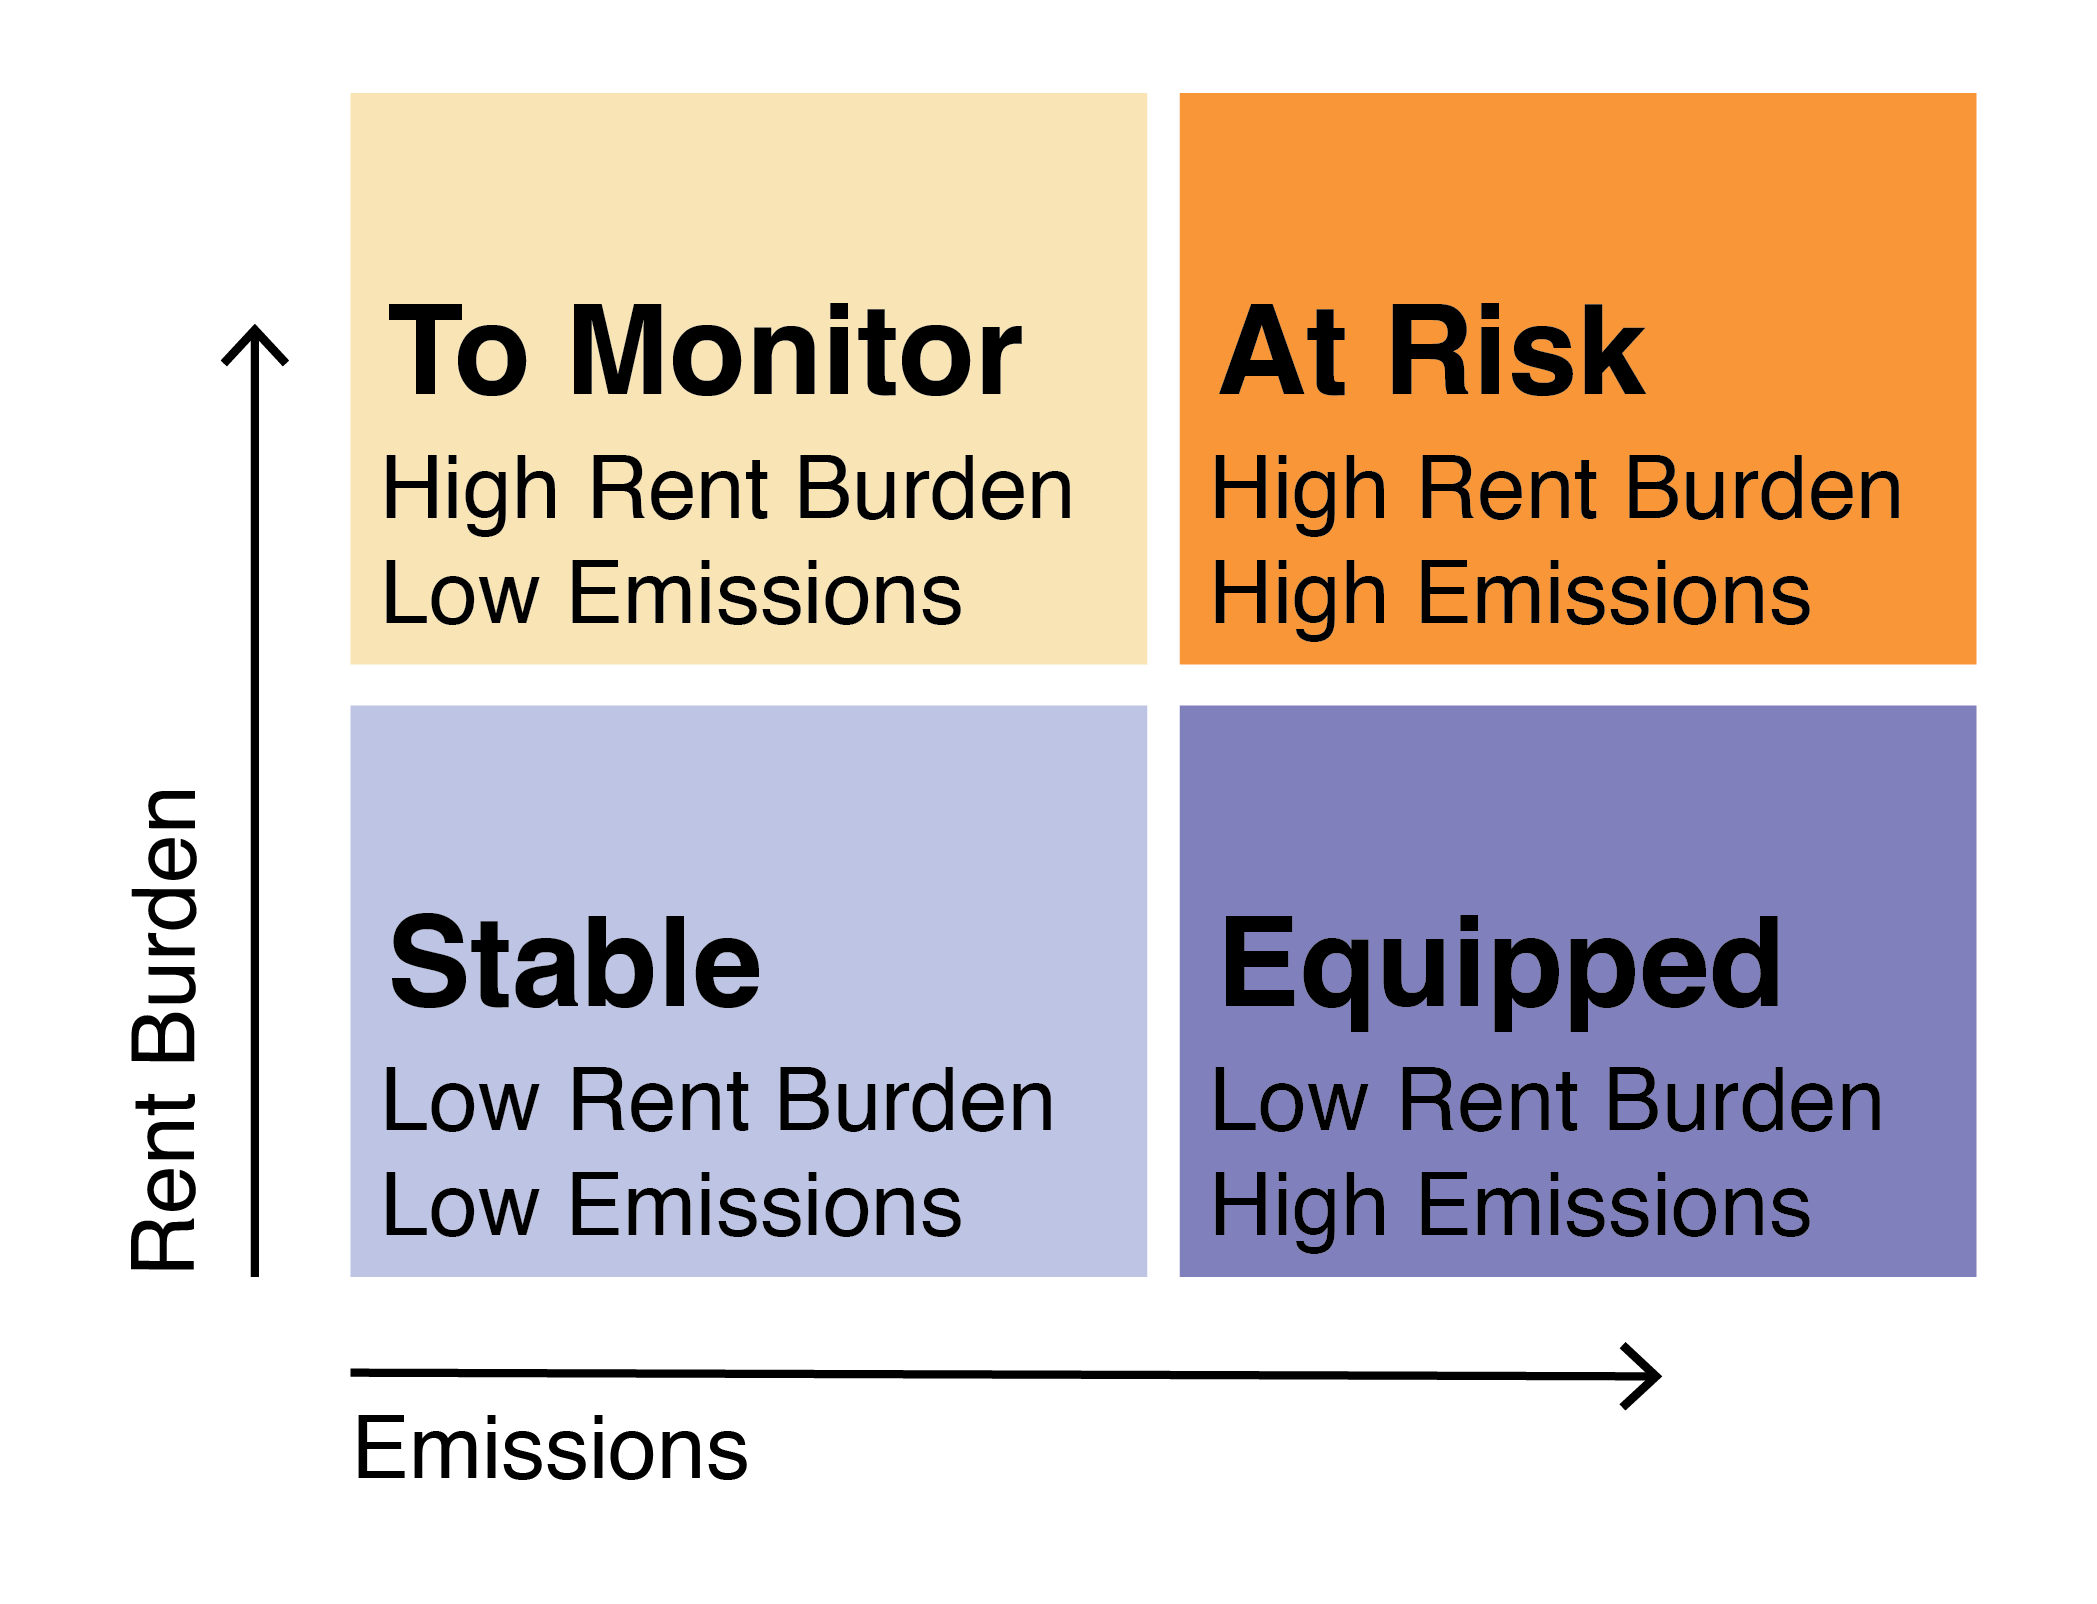 To Monitor
High Rent Burden
Low Emissions
At Risk
High Rent Burden
High Emissions
Stable
Low Rent Burden
Low Emissions
Equipped
Low Rent Burden
High Emissions
Rent Burden
Emissions